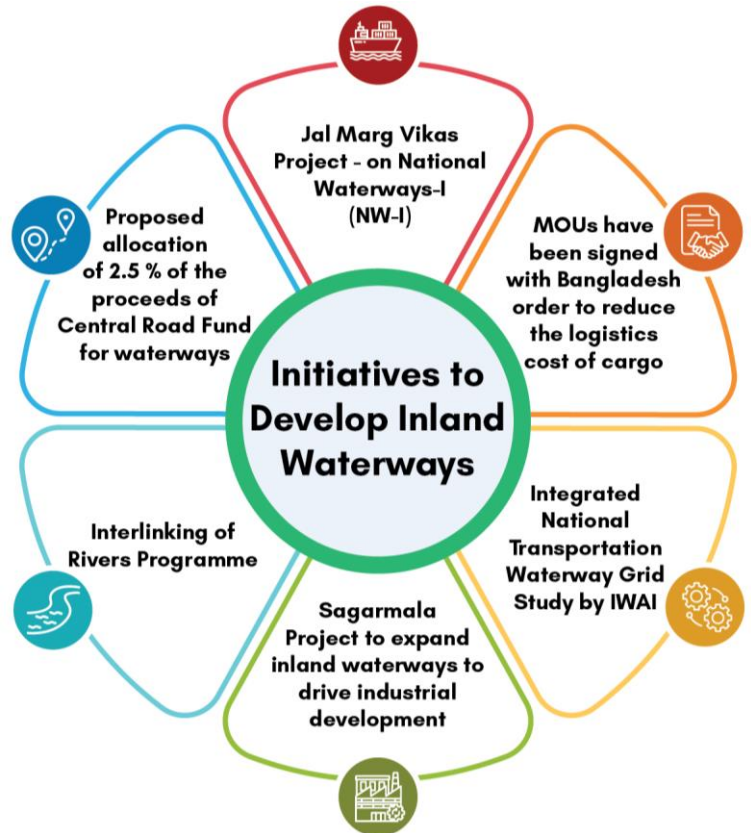 Initiatives to
Develop Inland
Waterways
Jal Marg Vikas
Project - on National
Waterways-I
(NW-I)
MOUs have
been signed
with Bangladesh
order to reduce
the logistics
cost of cargo
Integrated
National
Transportation
Waterway Grid
Study by IWAI
Sagarmala
Project to expand
inland waterways to
drive industrial
development
Interlinking of
Rivers Programme
Proposed
allocation
of 2.5 % of the
proceeds of
Central Road Fund
for waterways